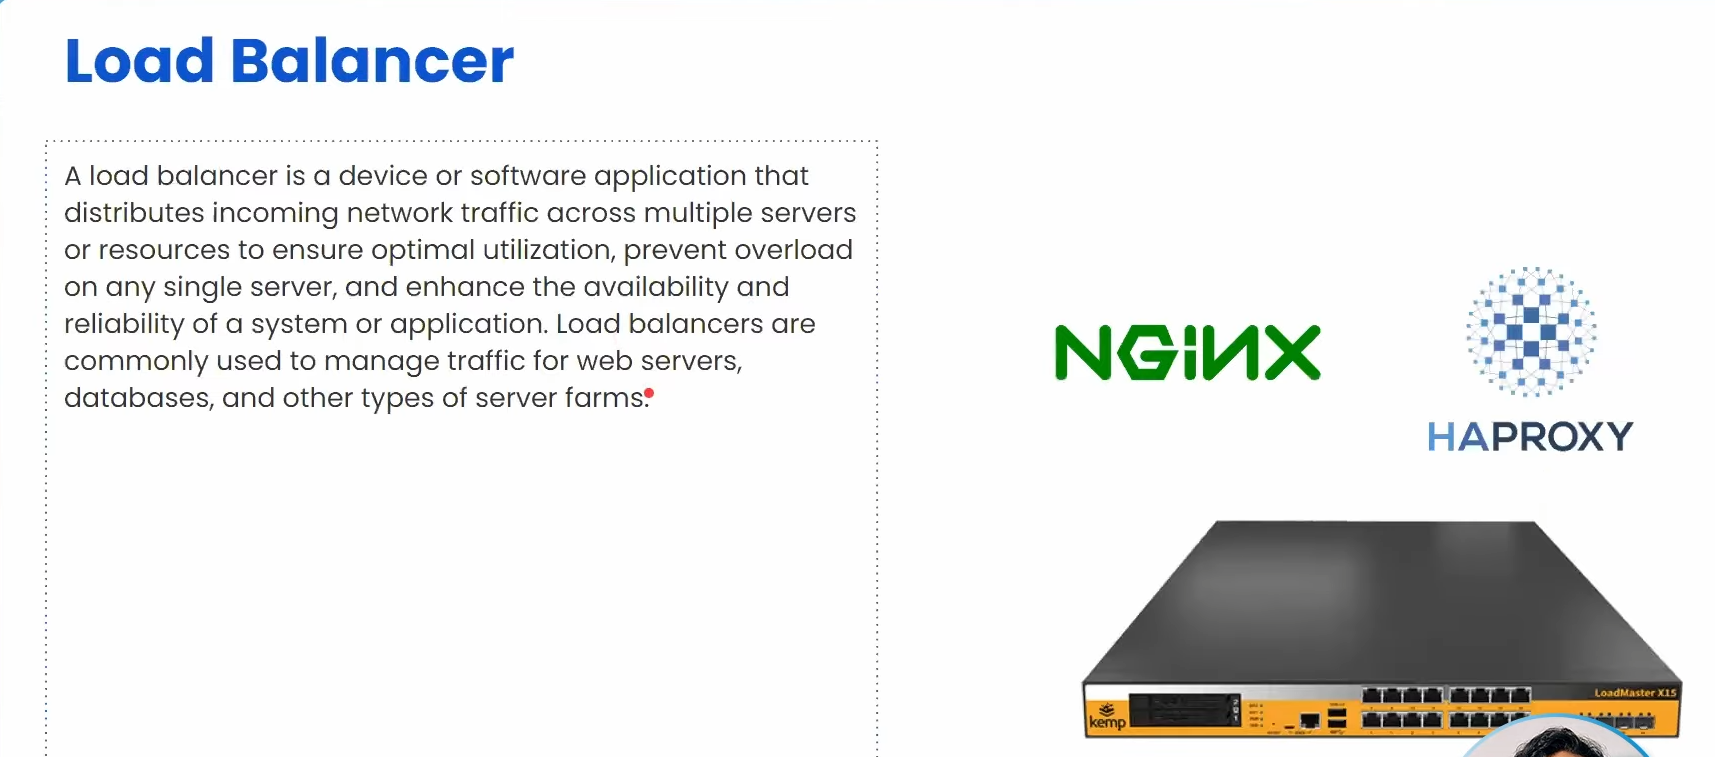 Load Balancer
A load balancer is a device or software application that
distributes incoming network traffic across multiple servers
or resources to ensure optimal utilization, prevent overload
on any single server, and enhance the availability and
reliability of a system or application. Load balancers are
commonly used to manage traffic for web servers,
databases, and other types of server farms.
NGiNX
HAPROXY
LoadMaster X15
kemp